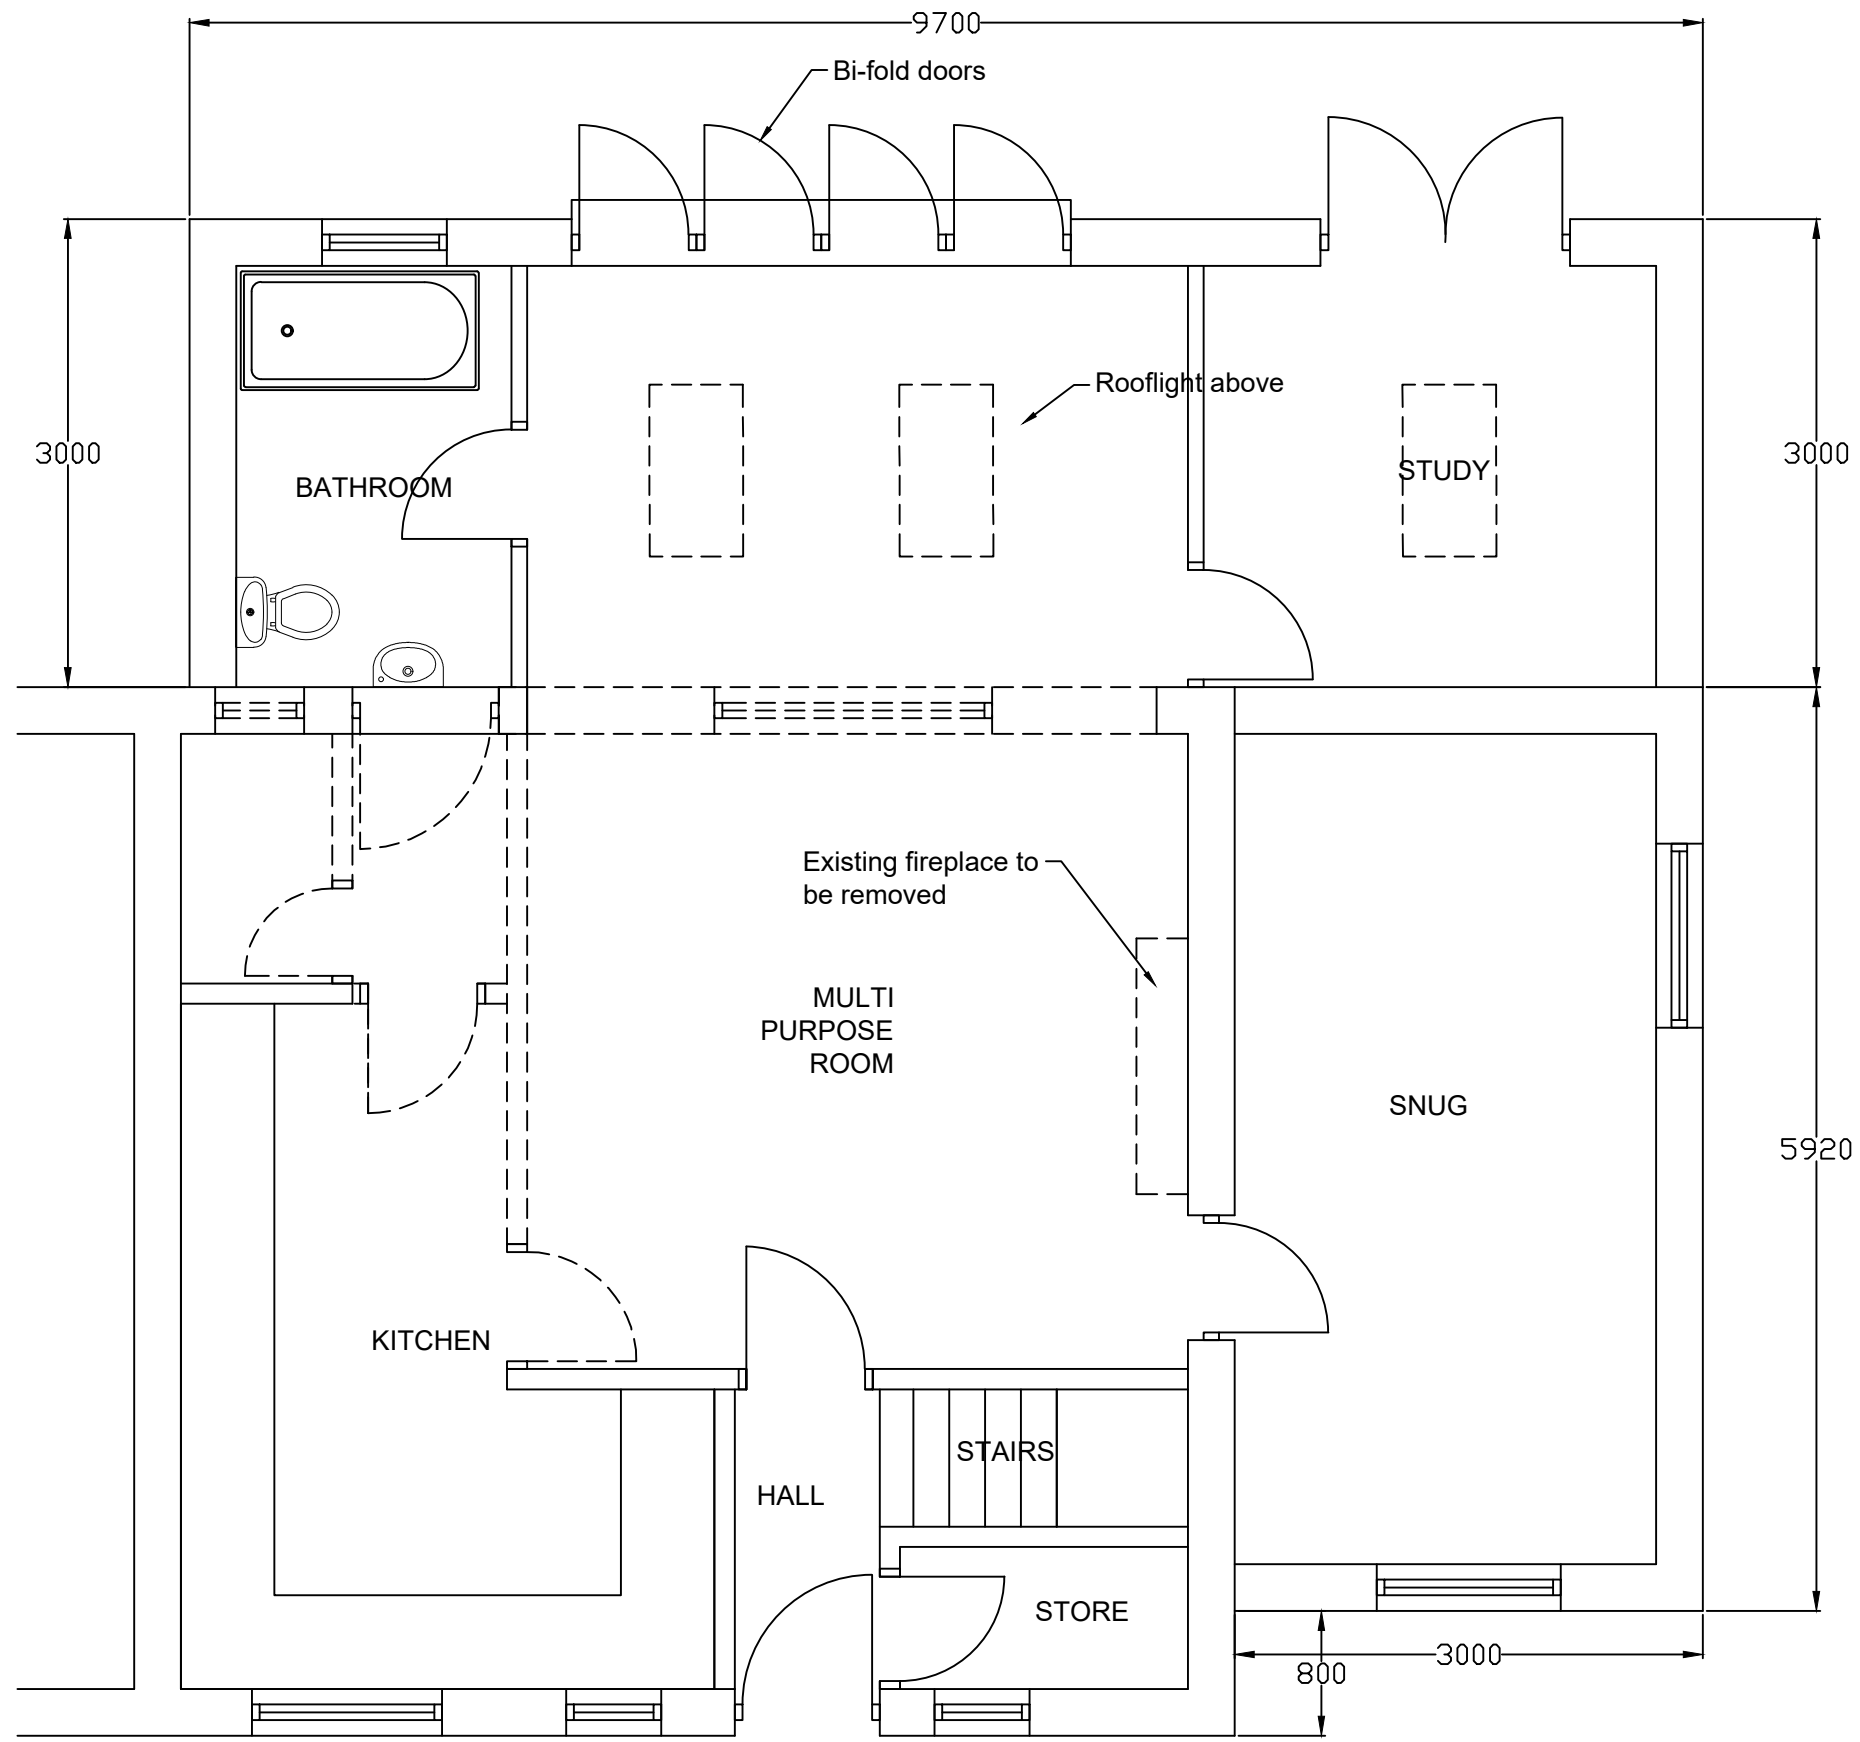 9700
Bi-fold doors
Rooflight above
3000
3000
STUDY
BATHROOM
Existing fireplace to
be removed
MULTI
PURPOSE
ROOM
SNUG
5920
KITCHEN
STAIRS
HALL
STORE
3000
800